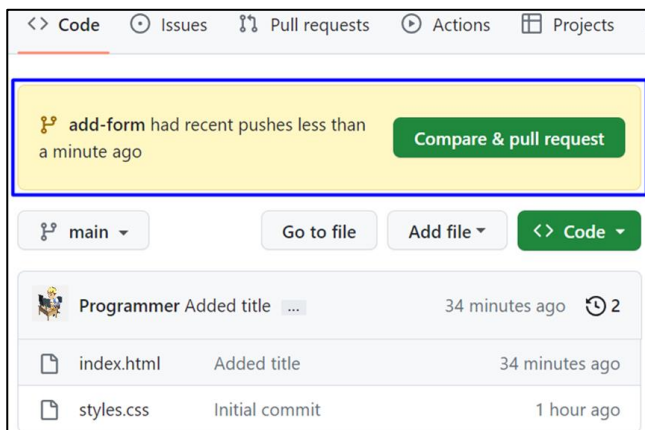 Code Issues Pull requests Actions Projects
add-form had recent pushes less than
a minute ago
Compare & pull request
main Go to file Add file Code
Programmer Added title ... 34 minutes ago 2
index.html Added title 34 minutes ago
styles.css Initial commit 1 hour ago